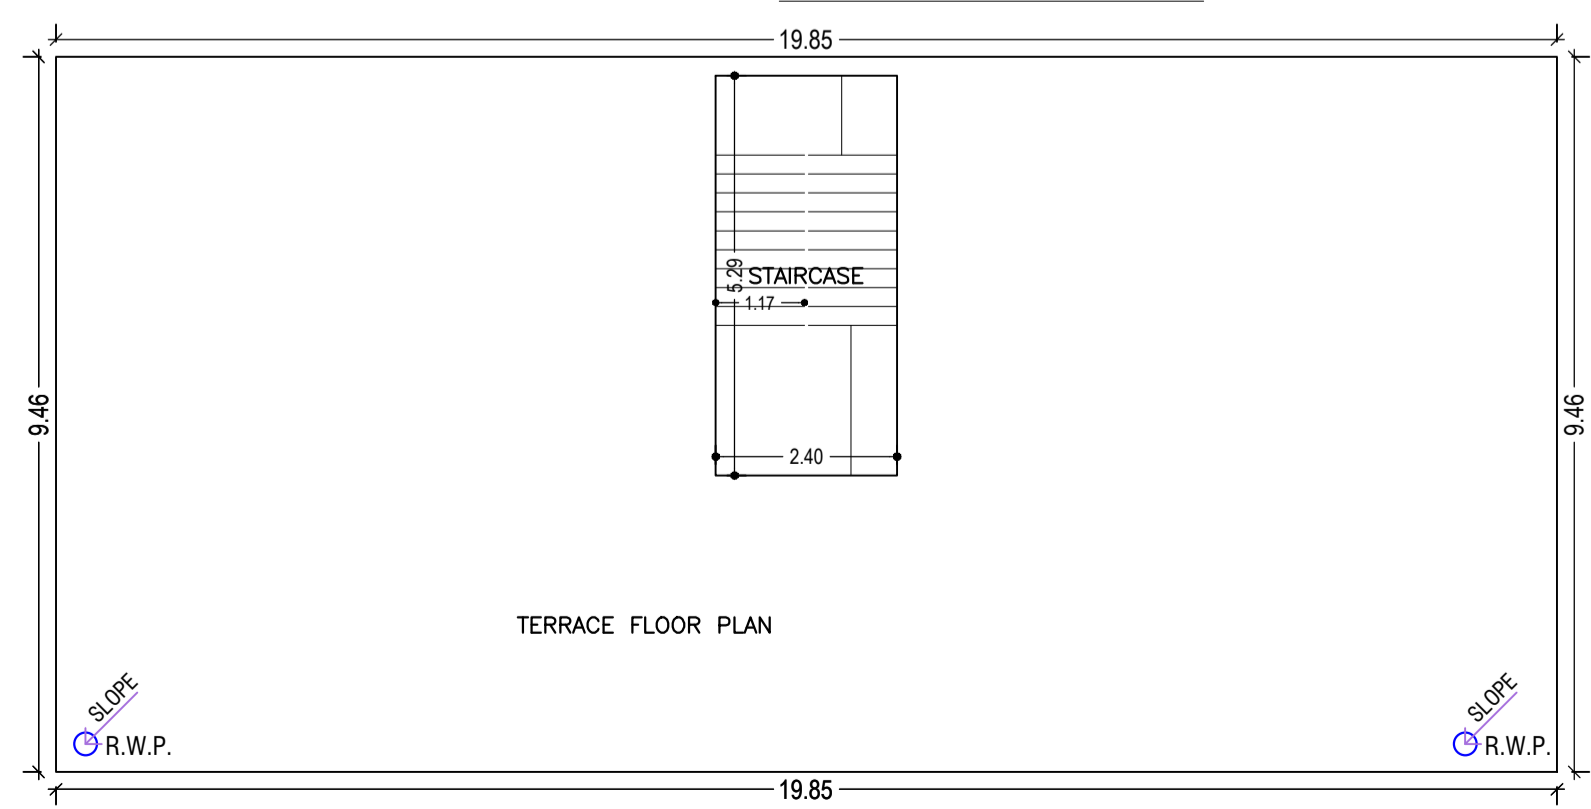 19.85
5.29
STAIRCASE
1.17
9.46
9.46
2.40
TERRACE FLOOR PLAN
SLOPE
SLOPE
R.W.P.
R.W.P.
19.85